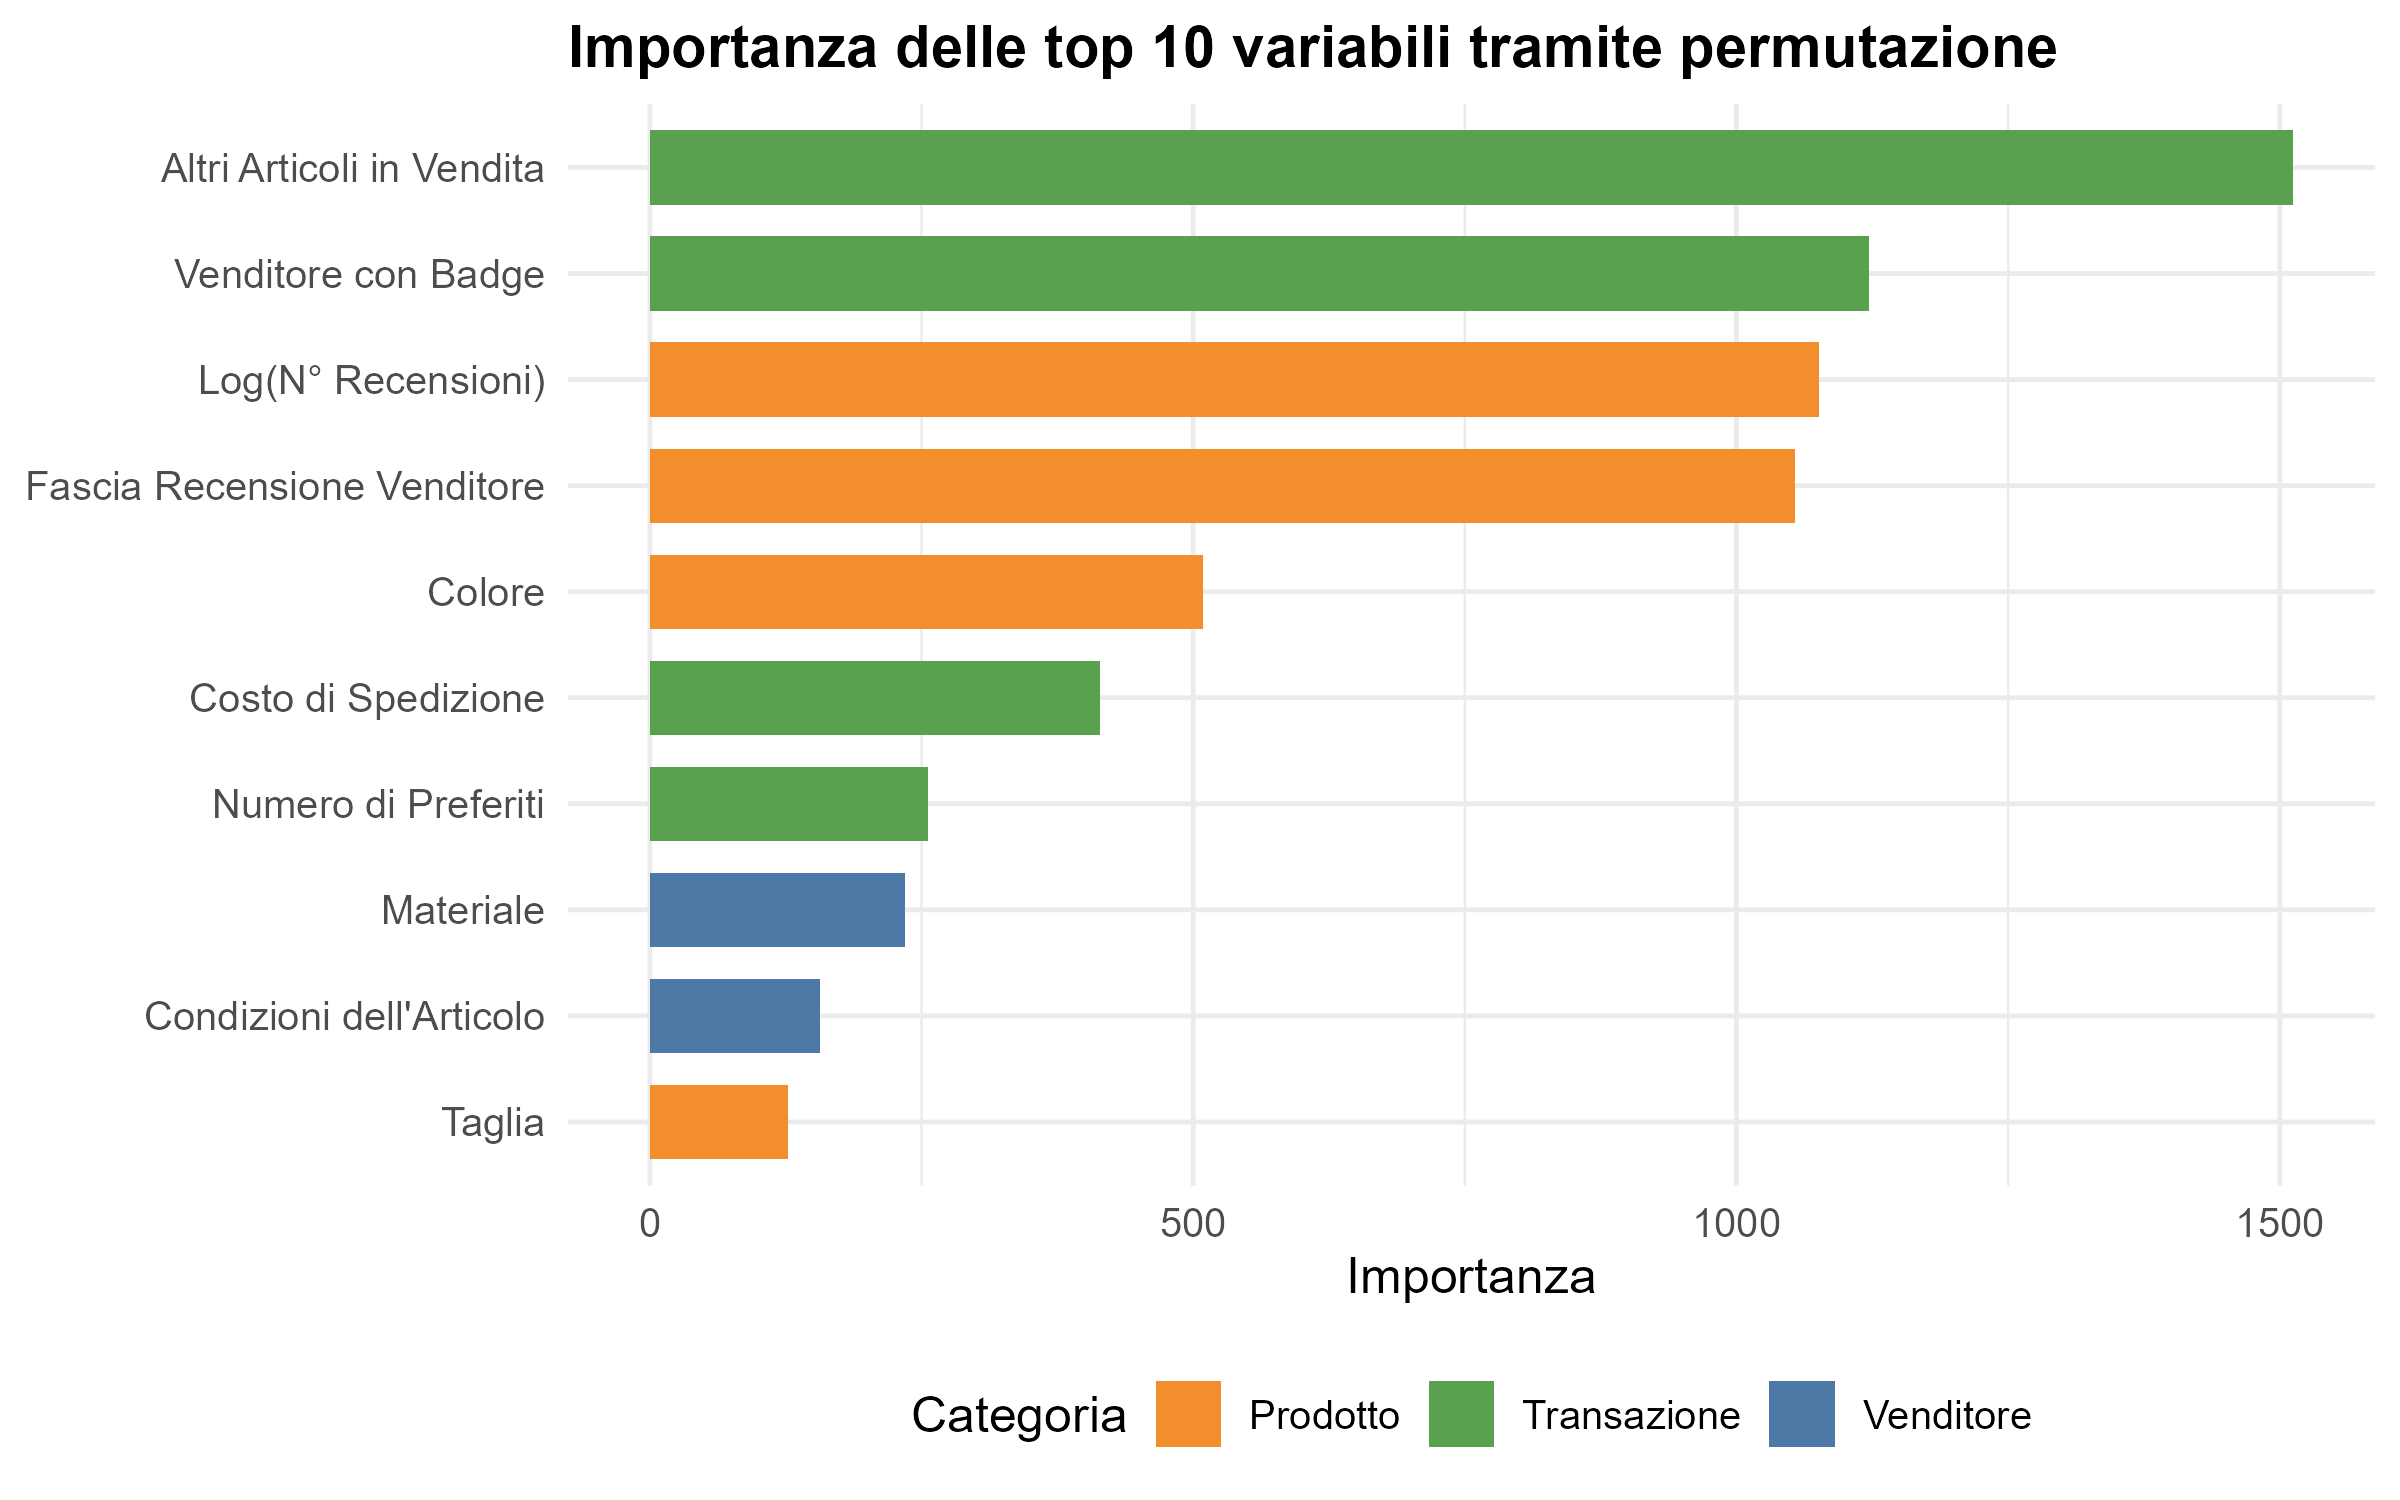 Importanza delle top 10 variabili tramite permutazione
Altri Articoli in Vendita
Venditore con Badge
Log(N° Recensioni)
Fascia Recensione Venditore
Colore
Costo di Spedizione
Numero di Preferiti
Materiale
Condizioni dell'Articolo
Taglia
0 500 1000 1500
Importanza
Categoria Prodotto Transazione Venditore